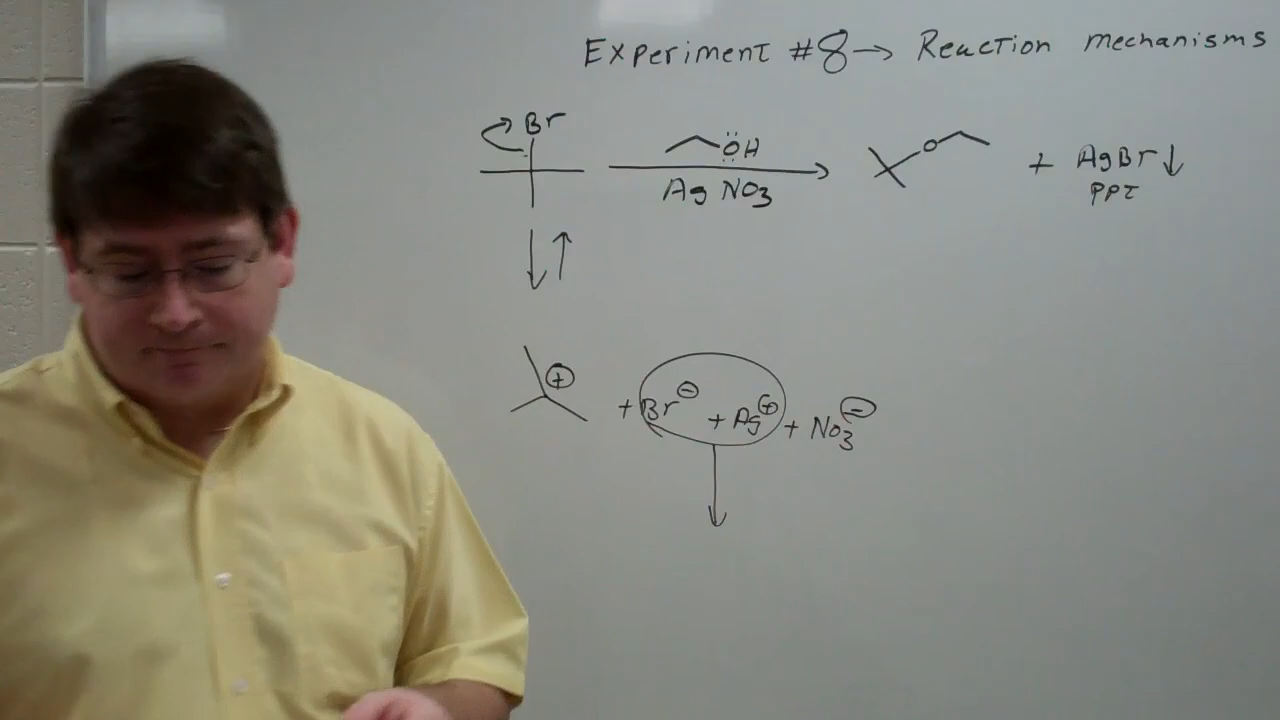 Experiment #8 → Reaction mechanisms
Br
ÖH
AgNO3
O
+ AgBr↓
PPT
⊕
+ Br⊖ + Ag⊕ + No3⊖